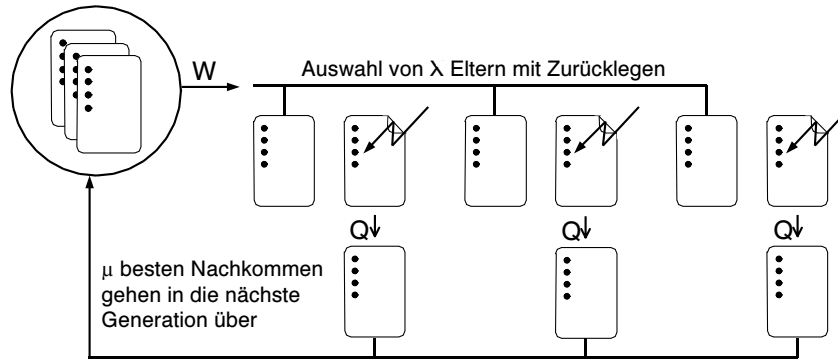 W
Auswahl von λ Eltern mit Zurücklegen
Q
Q
Q
μ besten Nachkommen
gehen in die nächste
Generation über